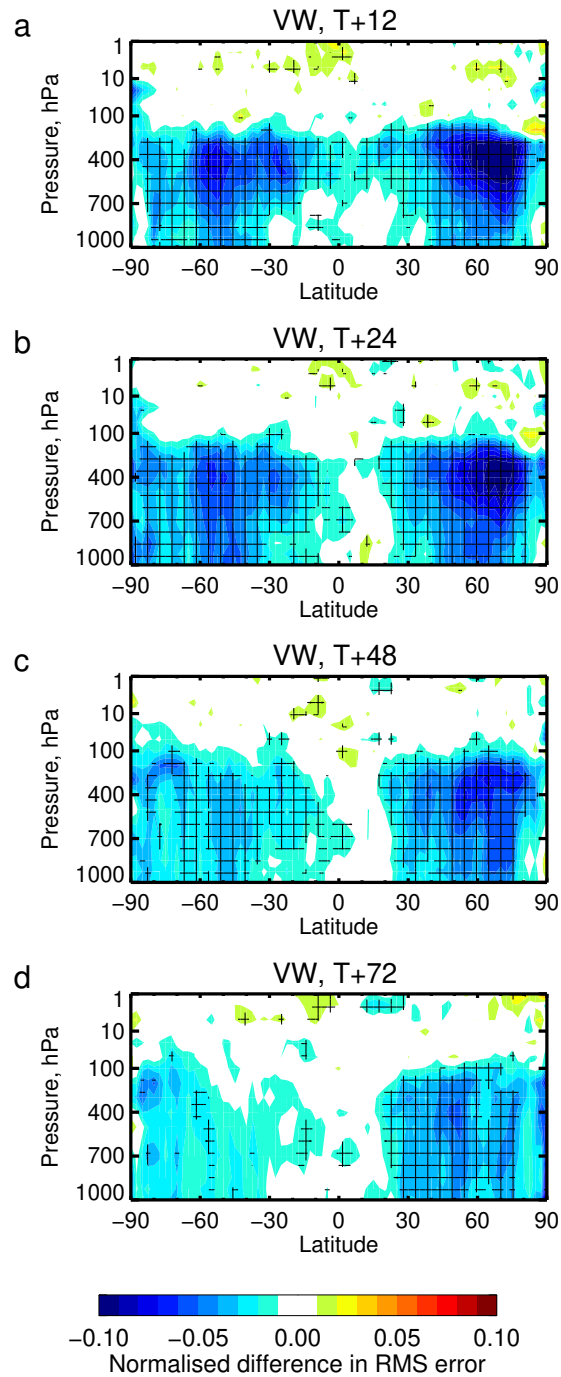 a
VW, T+12
Pressure, hPa
1
10
100
400
700
1000
−90 −60 −30 0 30 60 90
Latitude
b
VW, T+24
Pressure, hPa
1
10
100
400
700
1000
−90 −60 −30 0 30 60 90
Latitude
c
VW, T+48
Pressure, hPa
1
10
100
400
700
1000
−90 −60 −30 0 30 60 90
Latitude
d
VW, T+72
Pressure, hPa
1
10
100
400
700
1000
−90 −60 −30 0 30 60 90
Latitude
−0.10 −0.05 0.00 0.05 0.10
Normalised difference in RMS error